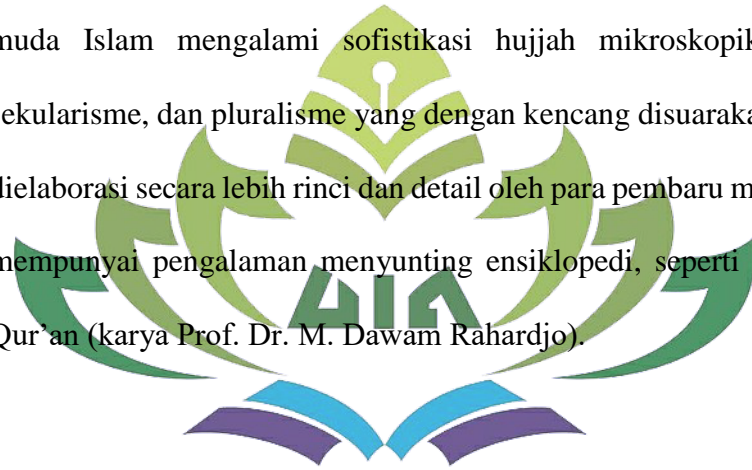 muda Islam mengalami sofistikasi hujjah mikroskopik
ekularisme, dan pluralisme yang dengan kencang disuaraka
dielaborasi secara lebih rinci dan detail oleh para pembaru m
mempunyai pengalaman menyunting ensiklopedi, seperti
UIN
Qur'an (karya Prof. Dr. M. Dawam Rahardjo).